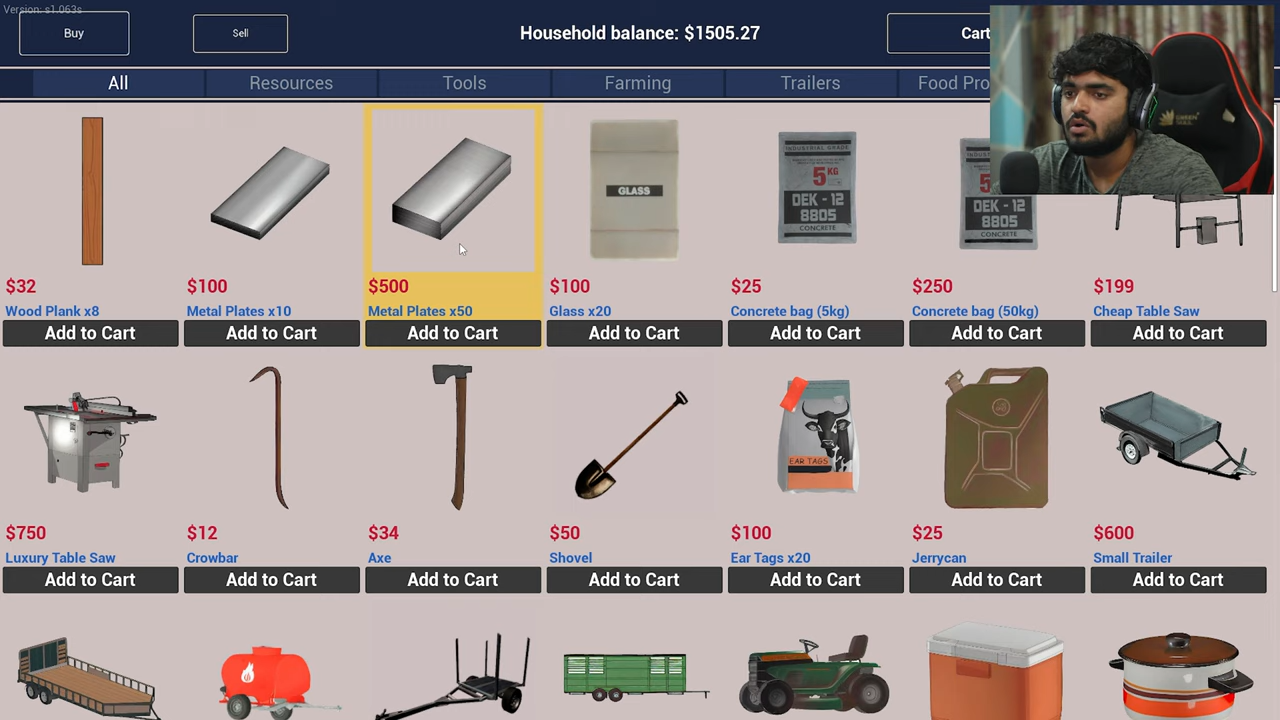 Version: s1.063s
Buy
Sell
Household balance: $1505.27
Cart
All
Resources
Tools
Farming
Trailers
Food Pro
GLASS
INDUSTRIAL GRADE
5 KG
DEK - 12
8805
CONCRETE
5
DEK - 12
8805
CONCRETE
$32
Wood Plank x8
Add to Cart
$100
Metal Plates x10
Add to Cart
$500
Metal Plates x50
Add to Cart
$100
Glass x20
Add to Cart
$25
Concrete bag (5kg)
Add to Cart
$250
Concrete bag (50kg)
Add to Cart
$199
Cheap Table Saw
Add to Cart
EAR TAGS
$750
Luxury Table Saw
Add to Cart
$12
Crowbar
Add to Cart
$34
Axe
Add to Cart
$50
Shovel
Add to Cart
$100
Ear Tags x20
Add to Cart
$25
Jerrycan
Add to Cart
$600
Small Trailer
Add to Cart